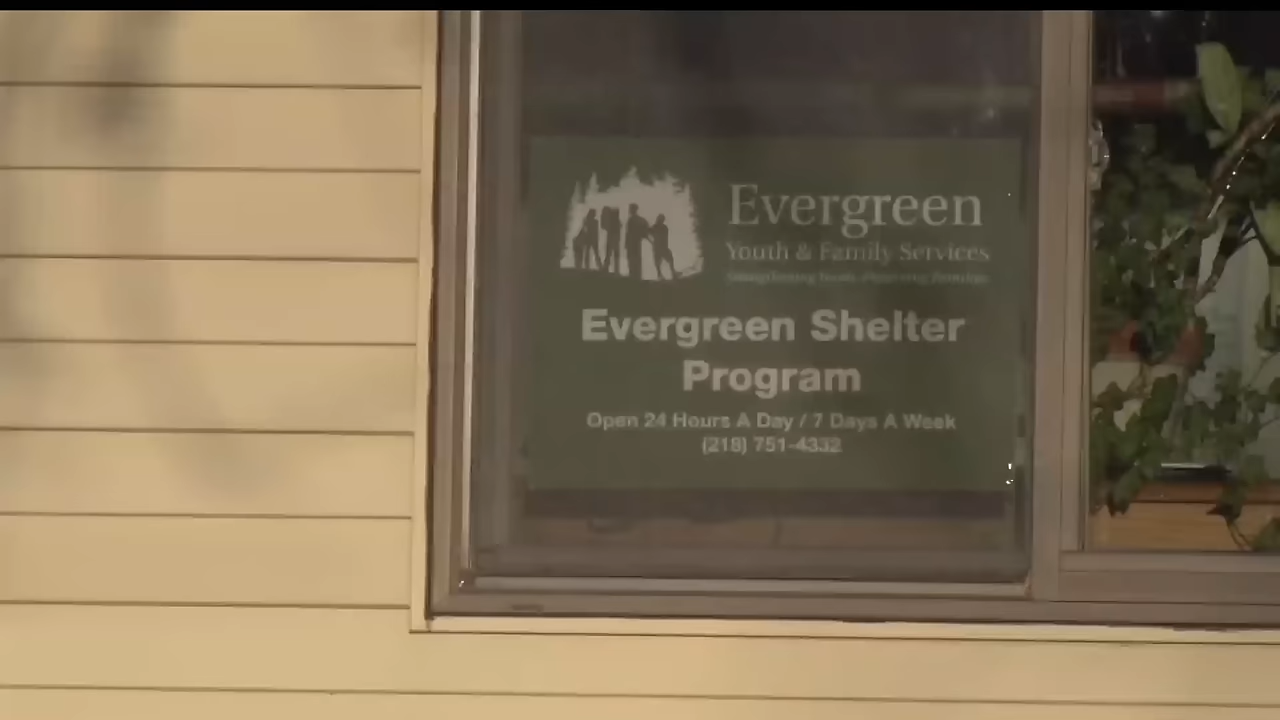 Evergreen
Youth & Family Services
Evergreen Shelter
Program
Open 24 Hours A Day / 7 Days A Week
(218) 751-4332